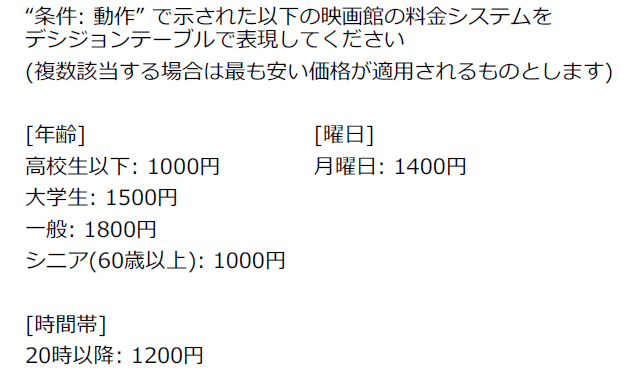 “条件: 動作” で示された以下の映画館の料金システムを
デシジョンテーブルで表現してください
(複数該当する場合は最も安い価格が適用されるものとします)
[年齢]
高校生以下: 1000円
大学生: 1500円
一般: 1800円
シニア(60歳以上): 1000円
[曜日]
月曜日: 1400円
[時間帯]
20時以降: 1200円